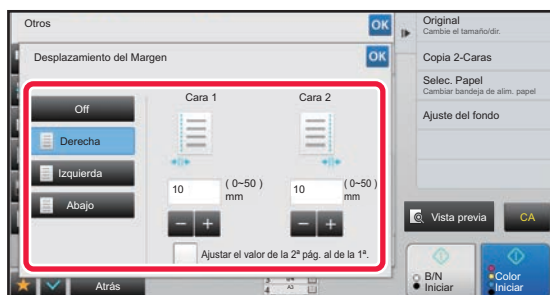 Otros
OK
Desplazamiento del Margen
OK
Off
Derecha
Izquierda
Abajo
Cara 1
Cara 2
10
( 0~50 )
mm
10
( 0~50 )
mm
Ajustar el valor de la 2ª pág. al de la 1ª.
Atrás
A3
Original
Cambie el tamaño/dir.
Copia 2-Caras
Selec. Papel
Cambiar bandeja de alim. papel
Ajuste del fondo
Vista previa
CA
B/N
Iniciar
Color
Iniciar